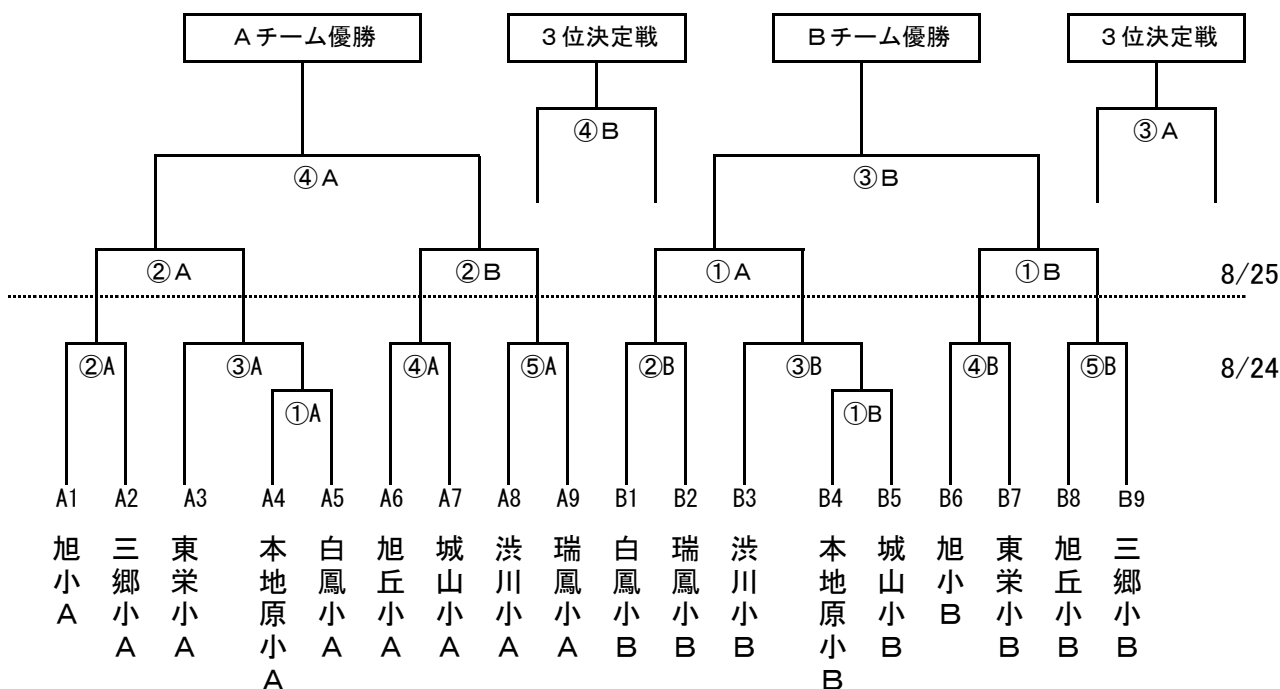 Aチーム優勝 3位決定戦 Bチーム優勝 3位決定戦
④B ③A
④A ③B
②A ②B ①A ①B 8/25
②A ③A ④A ⑤A ②B ③B ④B ⑤B 8/24
①A ①B
A1 A2 A3 A4 A5 A6 A7 A8 A9 B1 B2 B3 B4 B5 B6 B7 B8 B9
旭小A
三郷小A
東栄小A
本地原小A
白鳳小A
旭丘小A
城山小A
渋川小A
瑞鳳小A
白鳳小B
瑞鳳小B
渋川小B
本地原小B
城山小B
旭小B
東栄小B
旭丘小B
三郷小B